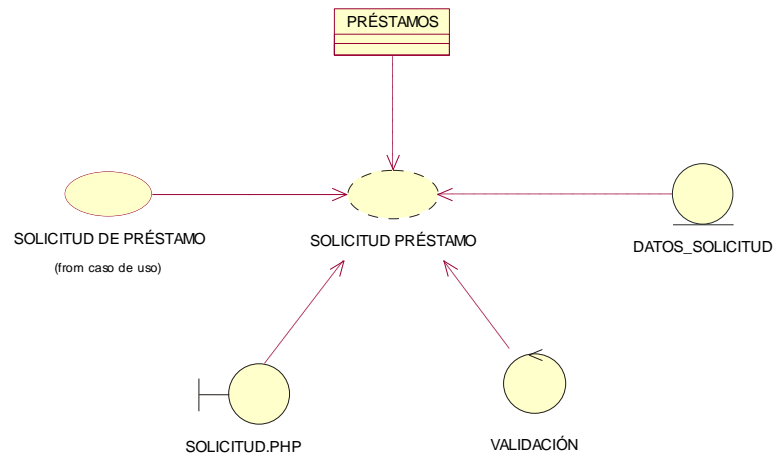 PRÉSTAMOS
SOLICITUD DE PRÉSTAMO
(from caso de uso)
SOLICITUD PRÉSTAMO
DATOS_SOLICITUD
SOLICITUD.PHP
VALIDACIÓN